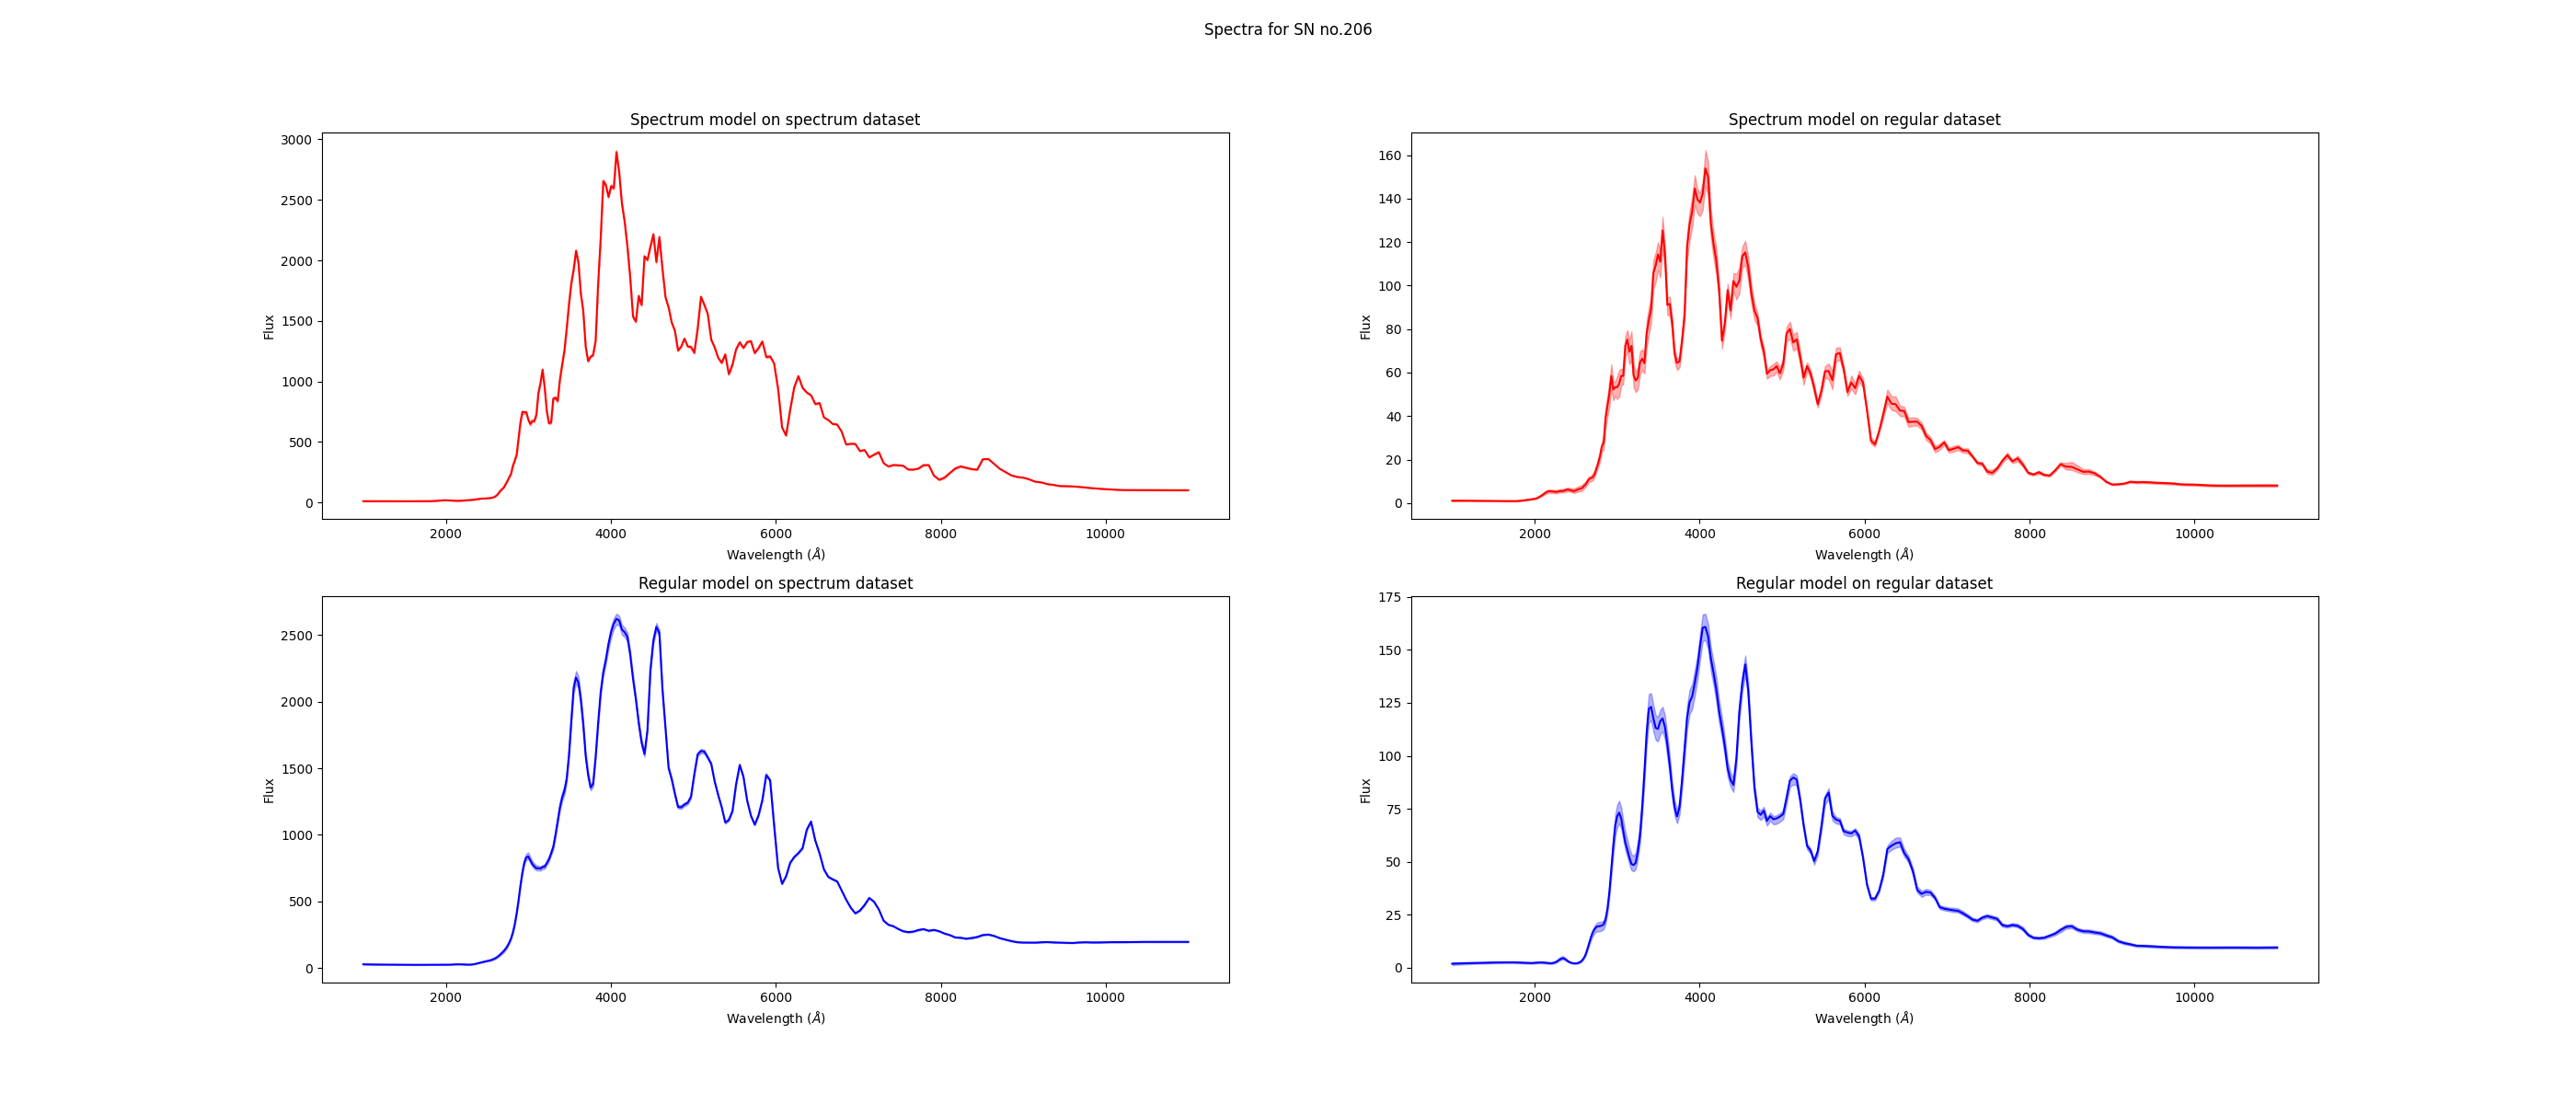 Spectra for SN no.206
Spectrum model on spectrum dataset
3000
2500
2000
1500
1000
500
0
Flux
2000 4000 6000 8000 10000
Wavelength (Å)
Spectrum model on regular dataset
160
140
120
100
80
60
40
20
0
Flux
2000 4000 6000 8000 10000
Wavelength (Å)
Regular model on spectrum dataset
2500
2000
1500
1000
500
0
Flux
2000 4000 6000 8000 10000
Wavelength (Å)
Regular model on regular dataset
175
150
125
100
75
50
25
0
Flux
2000 4000 6000 8000 10000
Wavelength (Å)